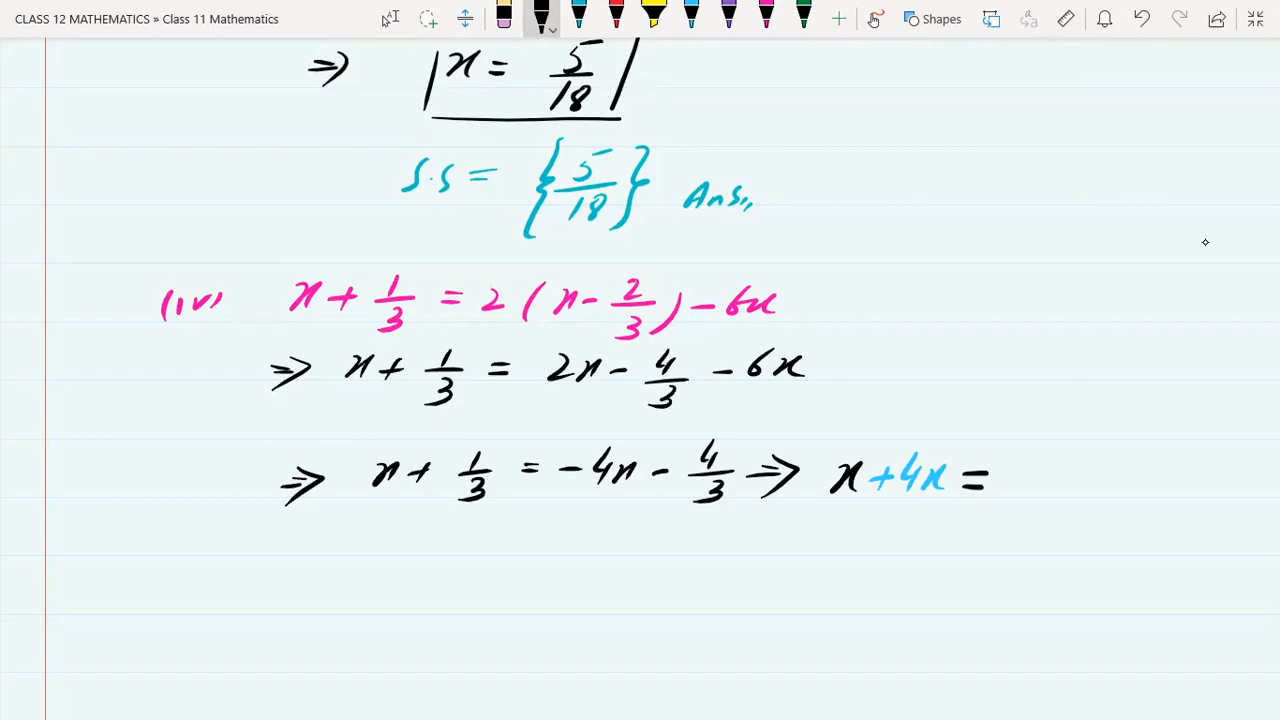 CLASS 12 MATHEMATICS » Class 11 Mathematics
Shapes
⇒ x = 5/18
S.S = {5/18} Ans,,
(iv) x + 1/3 = 2(x - 2/3) - 6x
⇒ x + 1/3 = 2x - 4/3 - 6x
⇒ x + 1/3 = -4x - 4/3 ⇒ x + 4x =